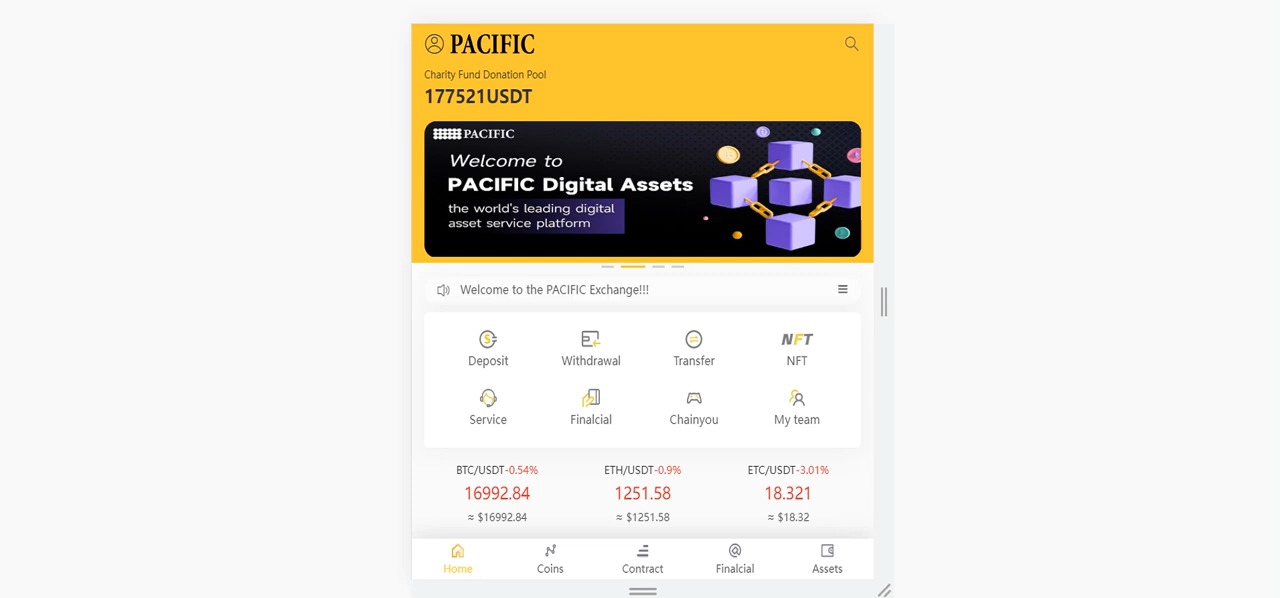 PACIFIC
Charity Fund Donation Pool
177521USDT
PACIFIC
Welcome to
PACIFIC Digital Assets
the world's leading digital
asset service platform
Welcome to the PACIFIC Exchange!!!
Deposit Withdrawal Transfer NFT NFT
Service Finalcial Chainyou My team
BTC/USDT-0.54% ETH/USDT-0.9% ETC/USDT-3.01%
16992.84 1251.58 18.321
≈ $16992.84 ≈ $1251.58 ≈ $18.32
Home Coins Contract Finalcial Assets